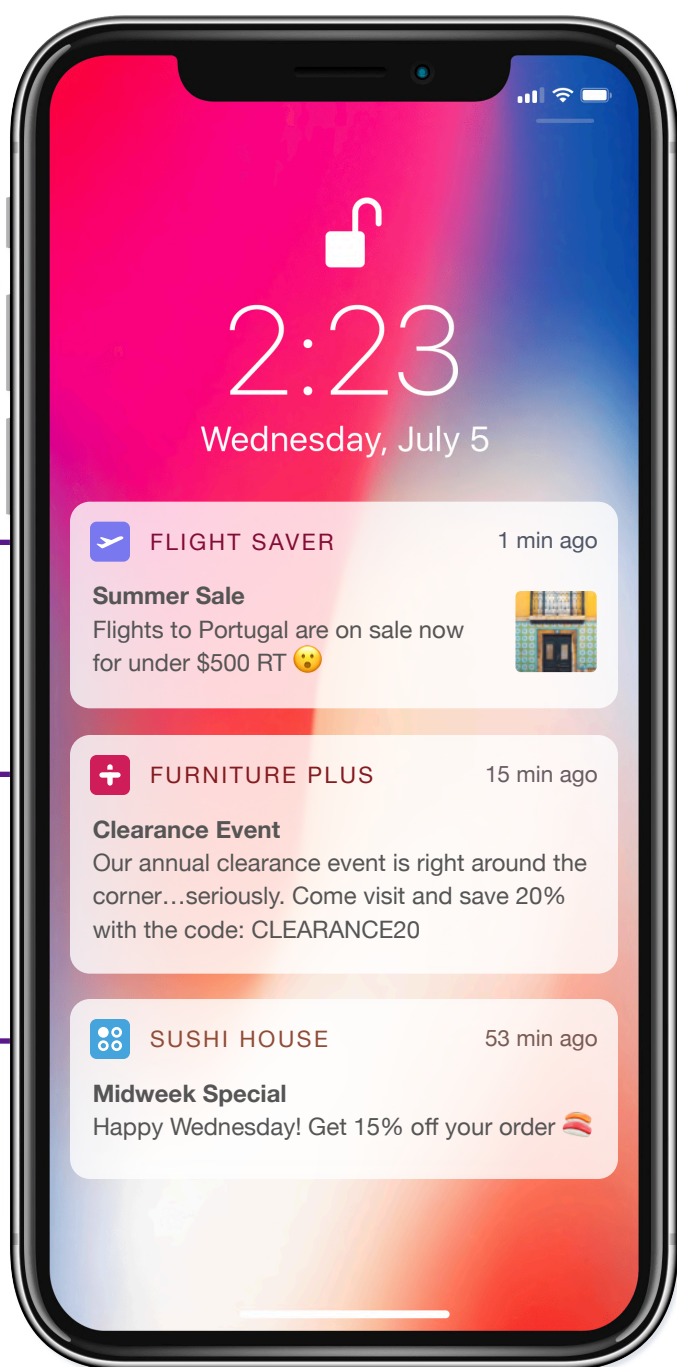 2:23
Wednesday, July 5
FLIGHT SAVER 1 min ago
Summer Sale
Flights to Portugal are on sale now
for under $500 RT 😮
FURNITURE PLUS 15 min ago
Clearance Event
Our annual clearance event is right around the
corner...seriously. Come visit and save 20%
with the code: CLEARANCE20
SUSHI HOUSE 53 min ago
Midweek Special
Happy Wednesday! Get 15% off your order 🍣